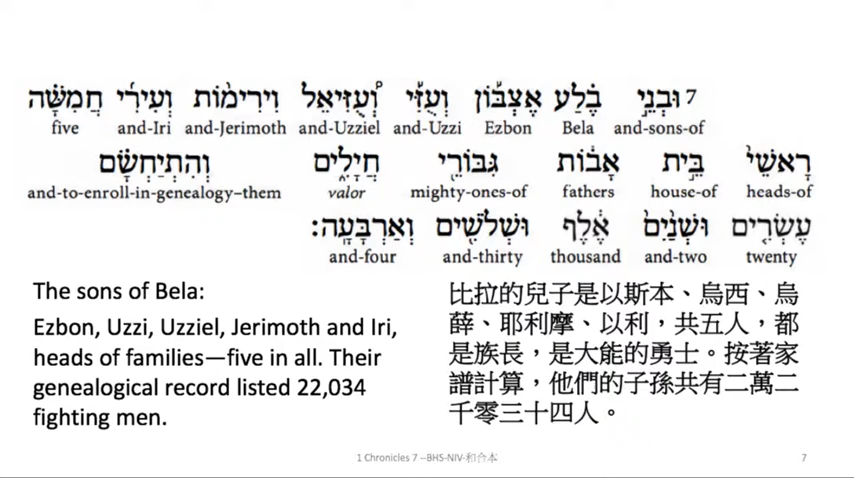 7 וּבְנֵי בֶּלַע אֶצְבּוֹן וְעֻזִּי וְעֻזִּיאֵל וִירִימוֹת וְעִירִי חֲמִשָּׁה
and-sons-of Bela Ezbon and-Uzzi and-Uzziel and-Jerimoth and-Iri five
רָאשֵׁי בֵּית אָבוֹת גִּבּוֹרֵי חֲיָלִים וְהִתְיַחְשָׂם
heads-of house-of fathers mighty-ones-of valor and-to-enroll-in-genealogy–them
עֶשְׂרִים וּשְׁנַיִם אֶלֶף וּשְׁלֹשִׁים וְאַרְבָּעָה׃
twenty and-two thousand and-thirty and-four
The sons of Bela:
Ezbon, Uzzi, Uzziel, Jerimoth and Iri,
heads of families—five in all. Their
genealogical record listed 22,034
fighting men.
比拉的兒子是以斯本、烏西、烏
薛、耶利摩、以利，共五人，都
是族長，是大能的勇士。按著家
譜計算，他們的子孫共有二萬二
千零三十四人。
1 Chronicles 7 –BHS-NIV-和合本
7